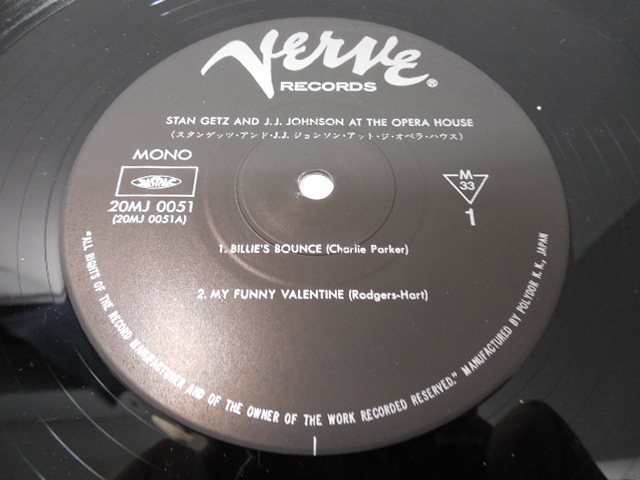 Verve
RECORDS®
STAN GETZ AND J.J. JOHNSON AT THE OPERA HOUSE
(スタンゲッツ・アンド・J.J. ジョンソン・アット・ジ・オペラ・ハウス)
MONO
JASRAC
20MJ 0051
(20MJ 0051A)
M
33
1
1. BILLIE'S BOUNCE (Charlie Parker)
2. MY FUNNY VALENTINE (Rodgers-Hart)
"ALL RIGHTS OF THE RECORD MANUFACTURER AND OF THE OWNER OF THE WORK RECORDED RESERVED." MANUFACTURED BY POLYDOR K.K., JAPAN